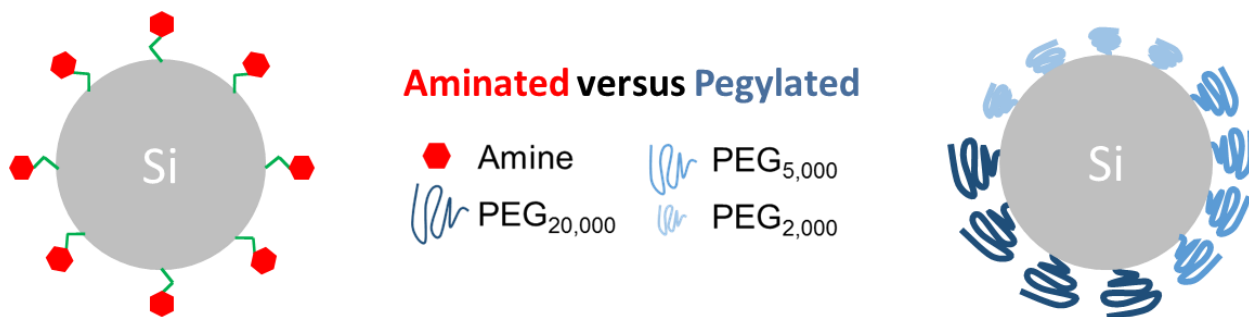 Si
Aminated versus Pegylated
Amine
PEG5,000
PEG20,000
PEG2,000
Si